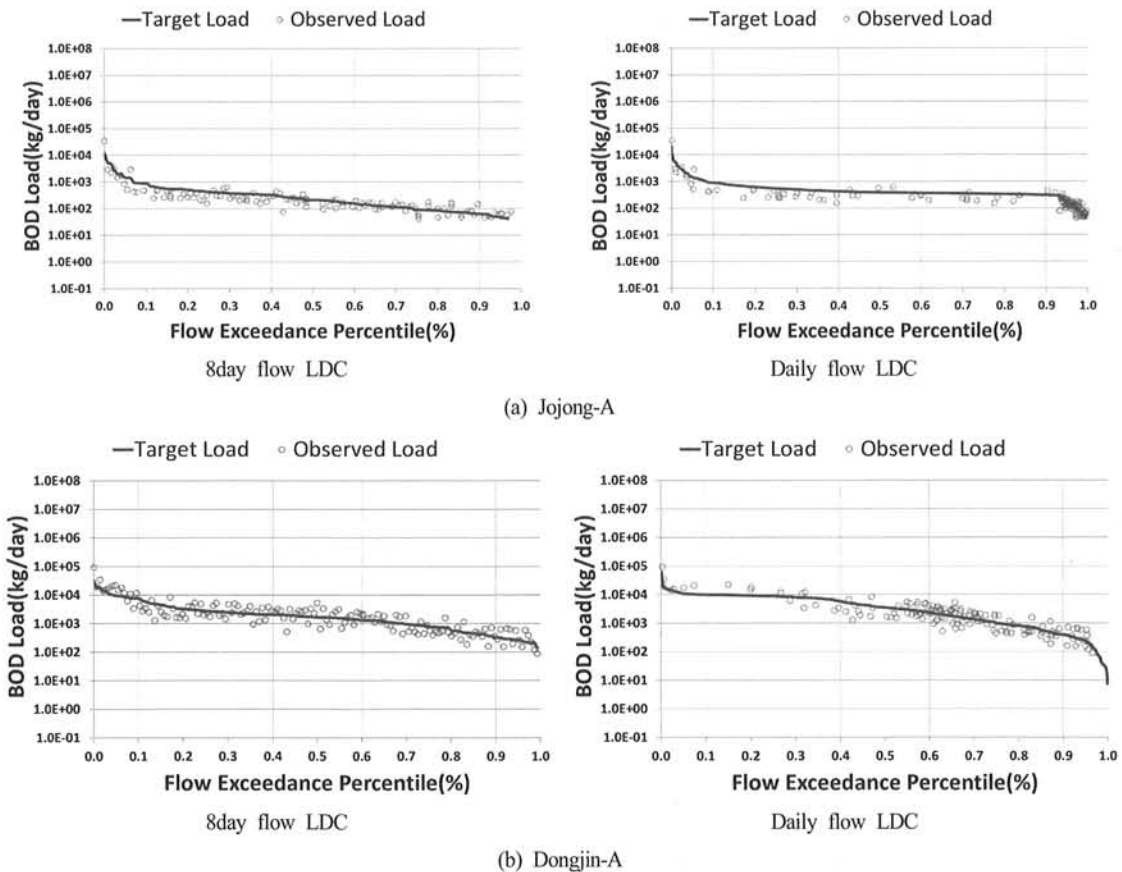 Target Load Observed Load
Target Load Observed Load
BOD Load(kg/day)
1.0E+08
1.0E+07
1.0E+06
1.0E+05
1.0E+04
1.0E+03
1.0E+02
1.0E+01
1.0E+00
1.0E-01
0.0 0.1 0.2 0.3 0.4 0.5 0.6 0.7 0.8 0.9 1.0
Flow Exceedance Percentile(%)
8day flow LDC
BOD Load(kg/day)
1.0E+08
1.0E+07
1.0E+06
1.0E+05
1.0E+04
1.0E+03
1.0E+02
1.0E+01
1.0E+00
1.0E-01
0.0 0.1 0.2 0.3 0.4 0.5 0.6 0.7 0.8 0.9 1.0
Flow Exceedance Percentile(%)
Daily flow LDC
(a) Jojong-A
Target Load Observed Load
Target Load Observed Load
BOD Load(kg/day)
1.0E+08
1.0E+07
1.0E+06
1.0E+05
1.0E+04
1.0E+03
1.0E+02
1.0E+01
1.0E+00
1.0E-01
0.0 0.1 0.2 0.3 0.4 0.5 0.6 0.7 0.8 0.9 1.0
Flow Exceedance Percentile(%)
8day flow LDC
BOD Load(kg/day)
1.0E+08
1.0E+07
1.0E+06
1.0E+05
1.0E+04
1.0E+03
1.0E+02
1.0E+01
1.0E+00
1.0E-01
0.0 0.1 0.2 0.3 0.4 0.5 0.6 0.7 0.8 0.9 1.0
Flow Exceedance Percentile(%)
Daily flow LDC
(b) Dongjin-A